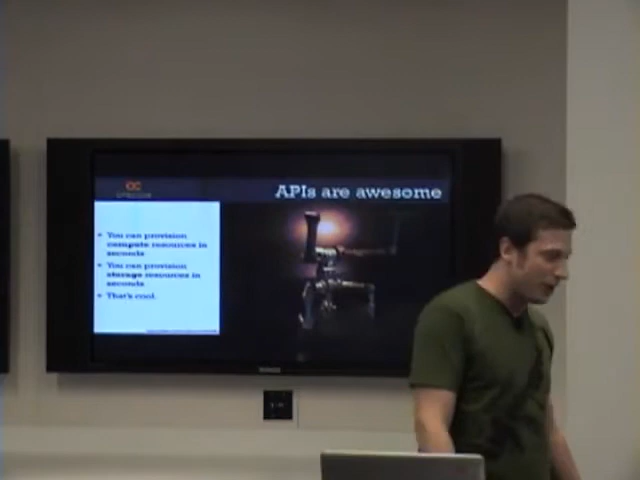 APIs are awesome
• You can provision
compute resources in
seconds
• You can provision
storage resources in
seconds
• That's cool.